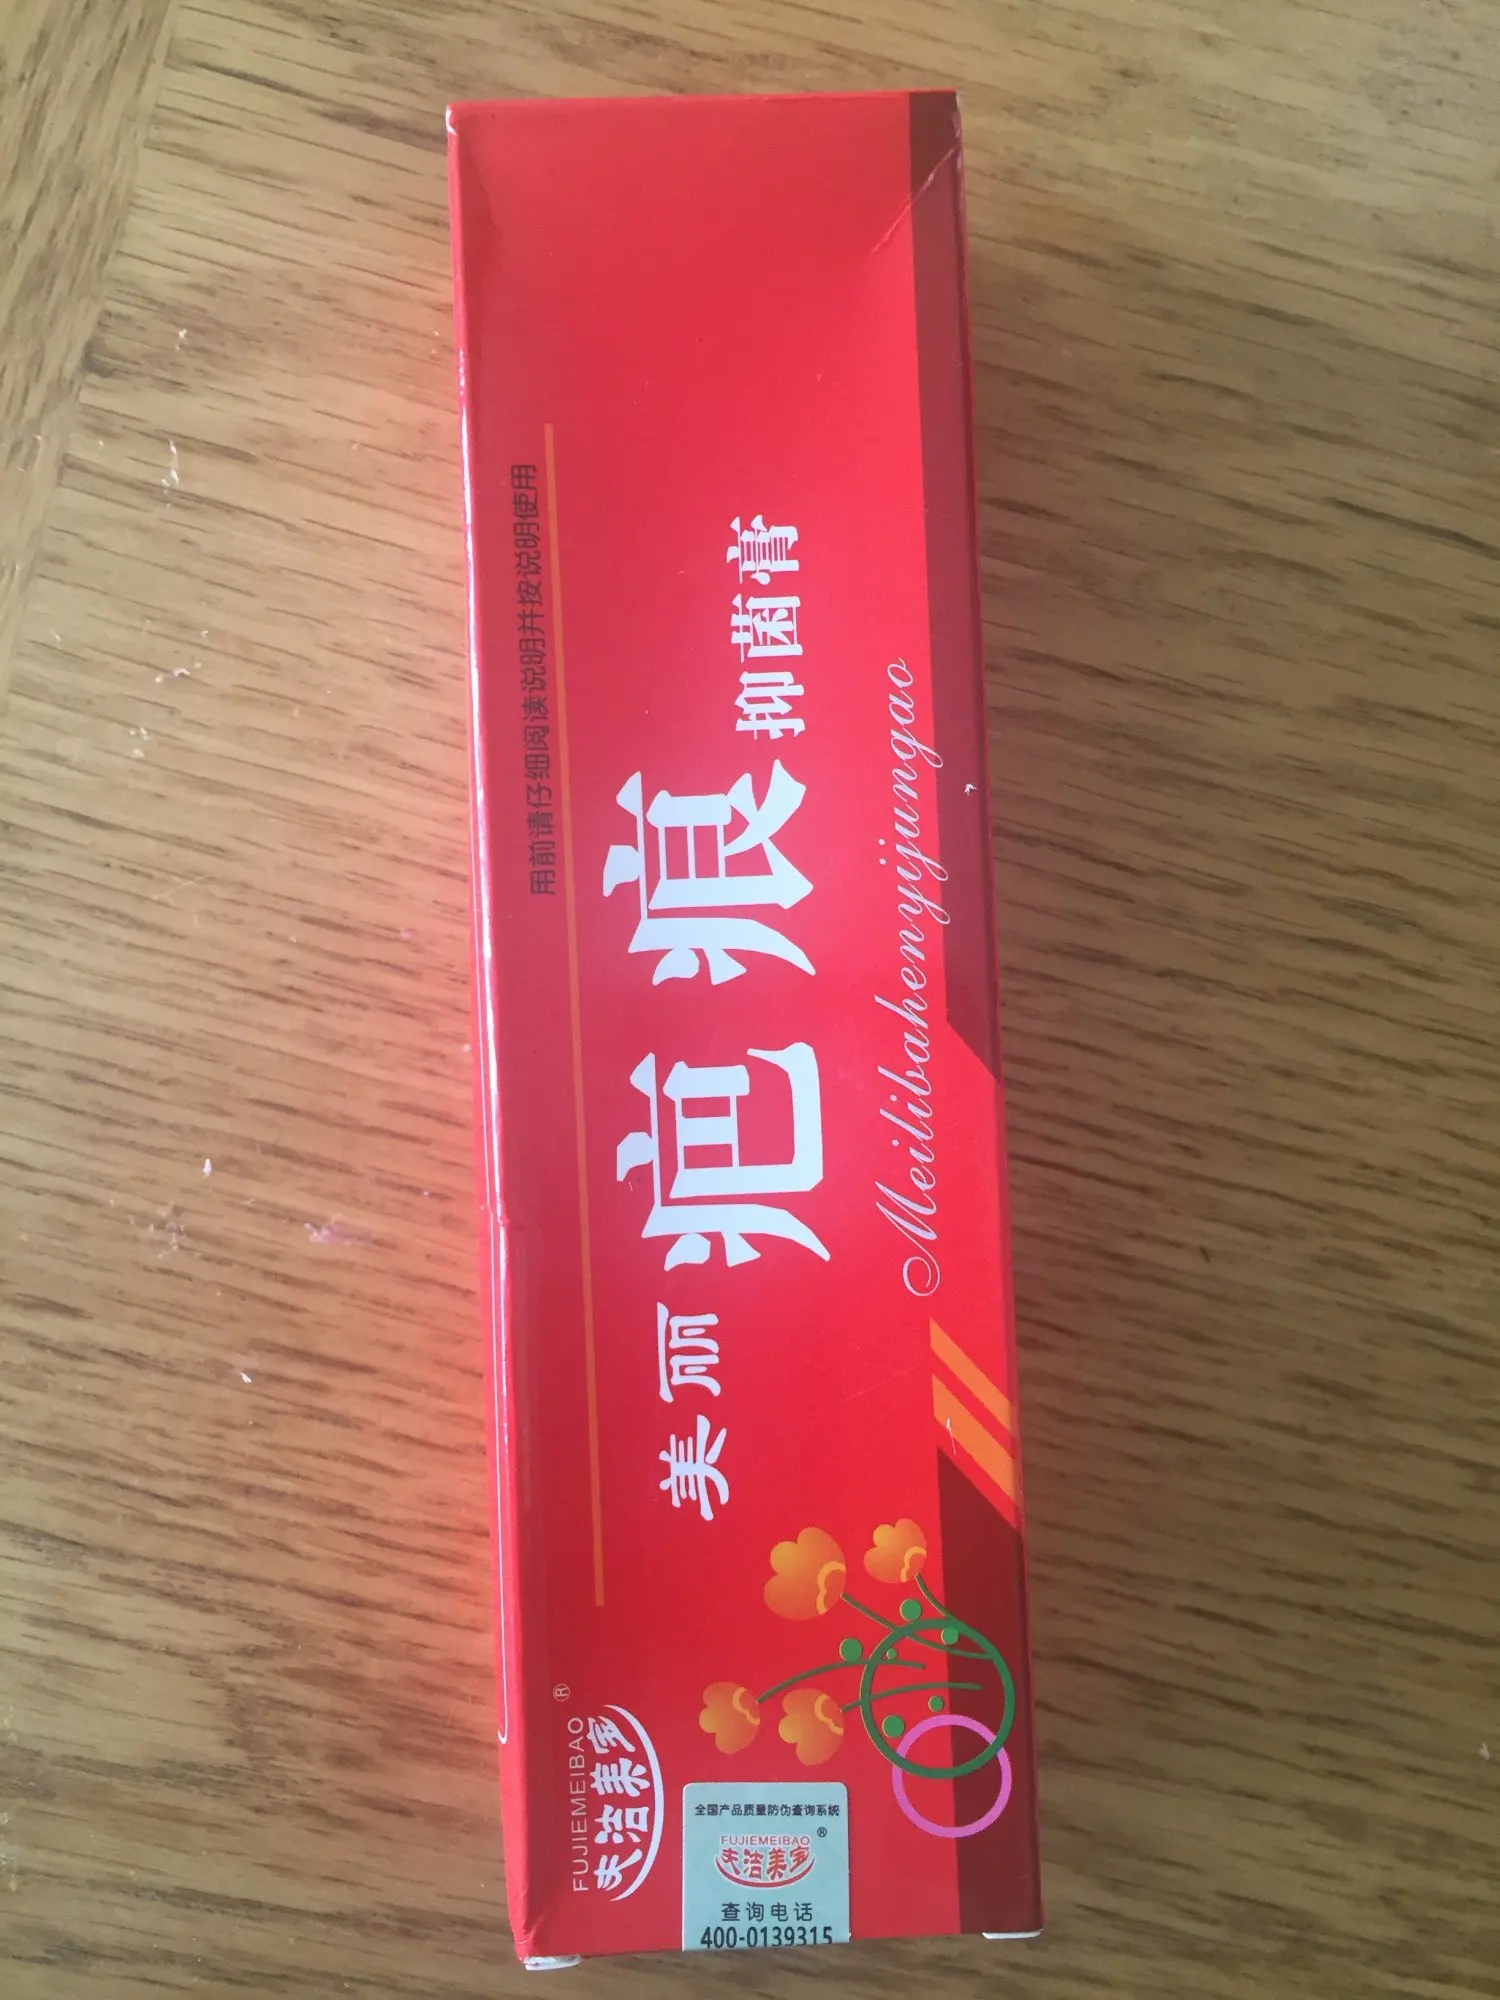 FUJIEMEIBAO ®
夫洁美宝
用前请仔细阅读说明并按说明使用
美丽疤痕抑菌膏
Meilibahenyijungao
全国产品质量防伪查询系统
FUJIEMEIBAO ®
夫洁美宝
查询电话
400-0139315